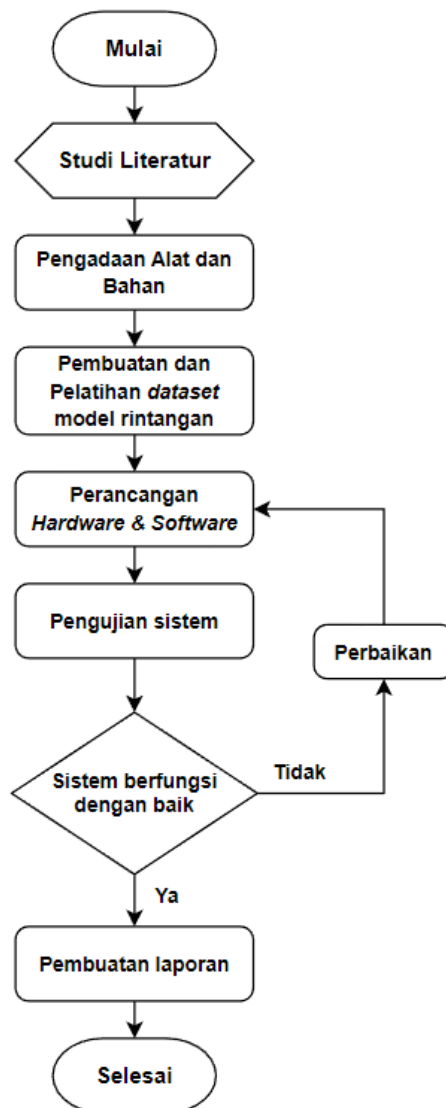 Mulai
Studi Literatur
Pengadaan Alat dan
Bahan
Pembuatan dan
Pelatihan dataset
model rintangan
Perancangan
Hardware & Software
Pengujian sistem
Perbaikan
Sistem berfungsi
dengan baik
Tidak
Ya
Pembuatan laporan
Selesai